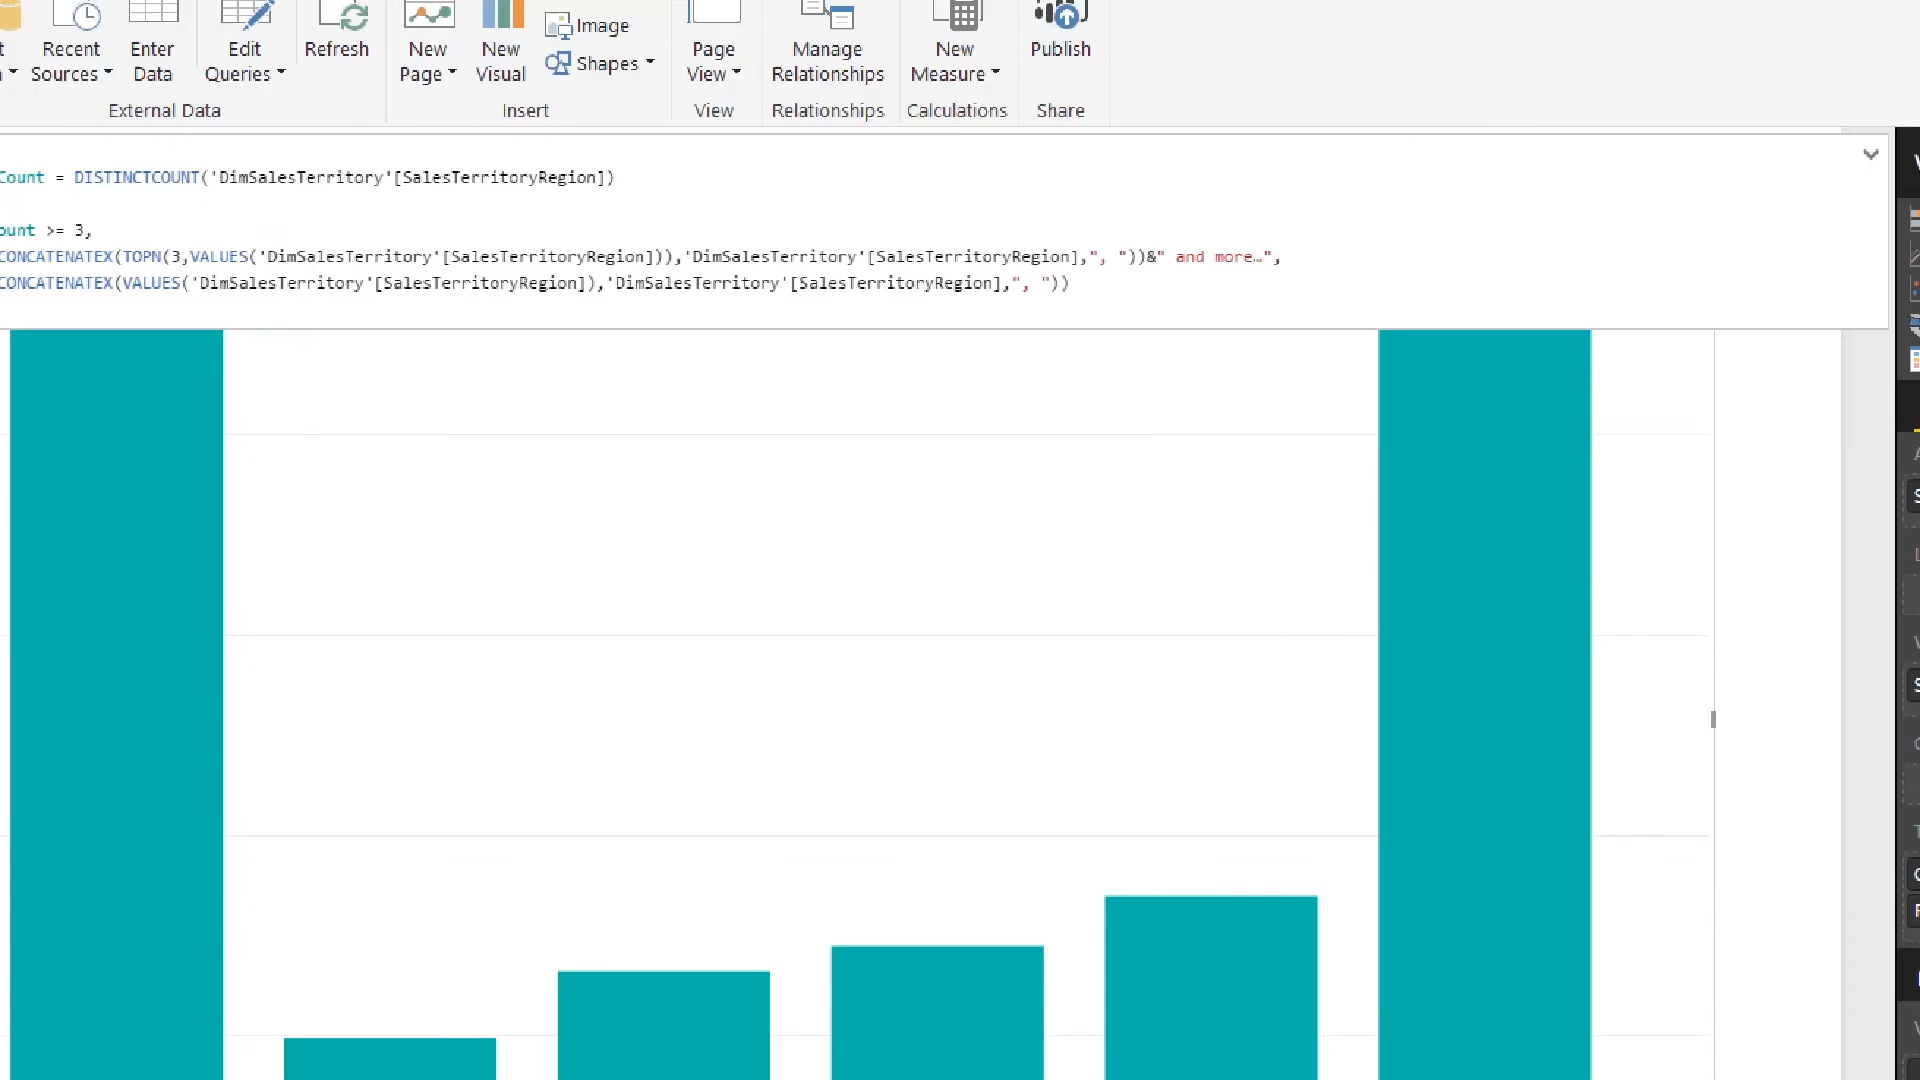 Recent Sources
Enter Data
Edit Queries
Refresh
New Page
New Visual
Image
Shapes
Page View
Manage Relationships
New Measure
Publish
External Data
Insert
View
Relationships
Calculations
Share
Count = DISTINCTCOUNT('DimSalesTerritory'[SalesTerritoryRegion])
ount >= 3,
CONCATENATEX(TOPN(3,VALUES('DimSalesTerritory'[SalesTerritoryRegion])),'DimSalesTerritory'[SalesTerritoryRegion],", "))&" and more…",
CONCATENATEX(VALUES('DimSalesTerritory'[SalesTerritoryRegion]),'DimSalesTerritory'[SalesTerritoryRegion],", "))